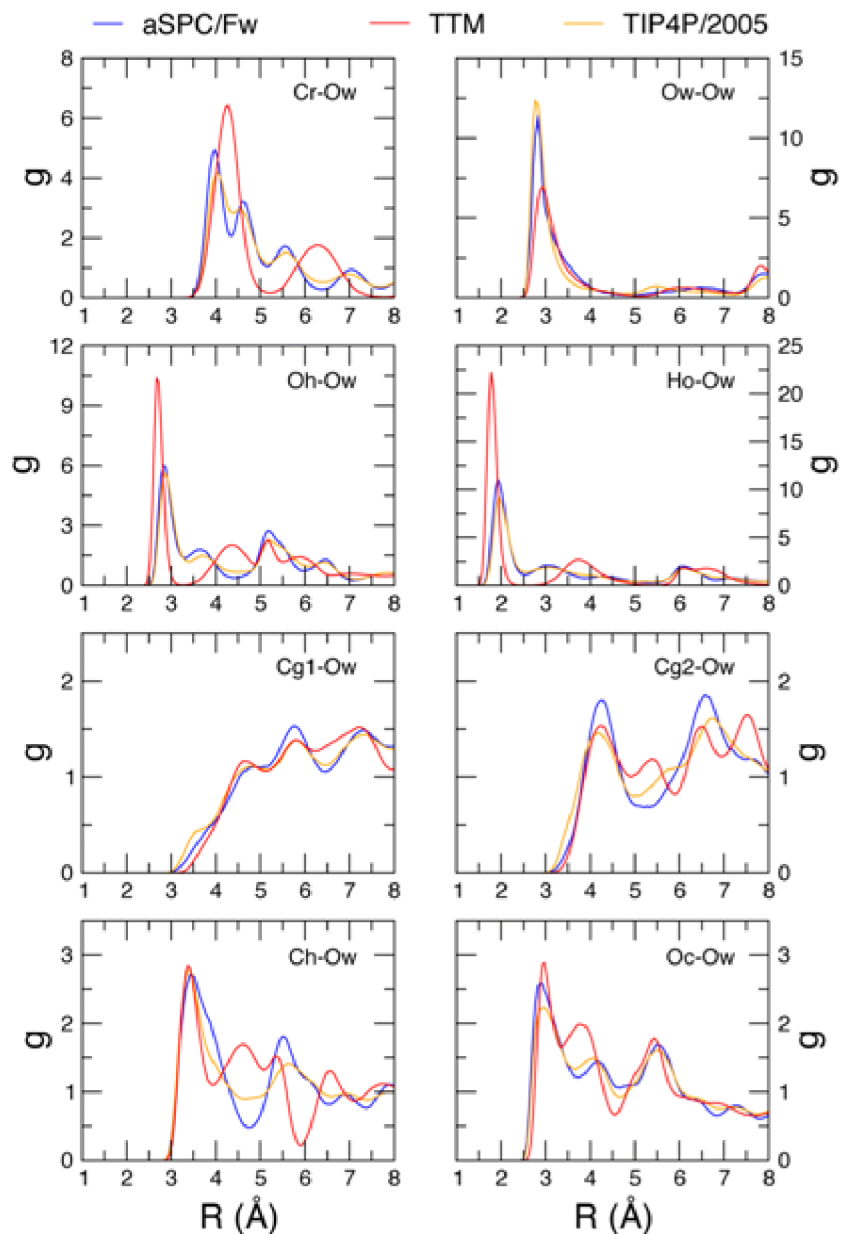 aSPC/Fw TTM TIP4P/2005
8 Cr-Ow Ow-Ow 15
6 10
g 4 g
2 5
0 0
1 2 3 4 5 6 7 8 1 2 3 4 5 6 7 8
12 Oh-Ow Ho-Ow 25
9 20
g 6 15 g
10
3 5
0 0
1 2 3 4 5 6 7 8 1 2 3 4 5 6 7 8
Cg1-Ow Cg2-Ow
2 2
g 1 1 g
0 0
1 2 3 4 5 6 7 8 1 2 3 4 5 6 7 8
Ch-Ow Oc-Ow
3 3
g 2 2 g
1 1
0 0
1 2 3 4 5 6 7 8 1 2 3 4 5 6 7 8
R (Å) R (Å)